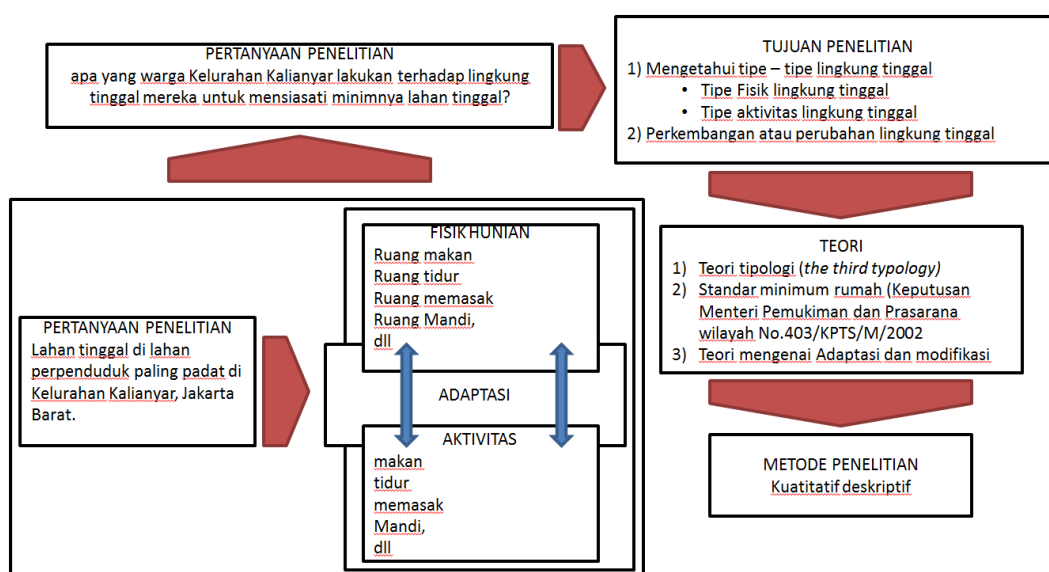 PERTANYAAN PENELITIAN
apa yang warga Kelurahan Kalianyar lakukan terhadap lingkung
tinggal mereka untuk mensiasati minimnya lahan tinggal?
TUJUAN PENELITIAN
1) Mengetahui tipe – tipe lingkung tinggal
• Tipe Fisik lingkung tinggal
• Tipe aktivitas lingkung tinggal
2) Perkembangan atau perubahan lingkung tinggal
PERTANYAAN PENELITIAN
Lahan tinggal di lahan
perpenduduk paling padat di
Kelurahan Kalianyar, Jakarta
Barat.
FISIK HUNIAN
Ruang makan
Ruang tidur
Ruang memasak
Ruang Mandi,
dll
ADAPTASI
AKTIVITAS
makan
tidur
memasak
Mandi,
dll
TEORI
1) Teori tipologi (the third typology)
2) Standar minimum rumah (Keputusan
Menteri Pemukiman dan Prasarana
wilayah No.403/KPTS/M/2002
3) Teori mengenai Adaptasi dan modifikasi
METODE PENELITIAN
Kuatitatif deskriptif